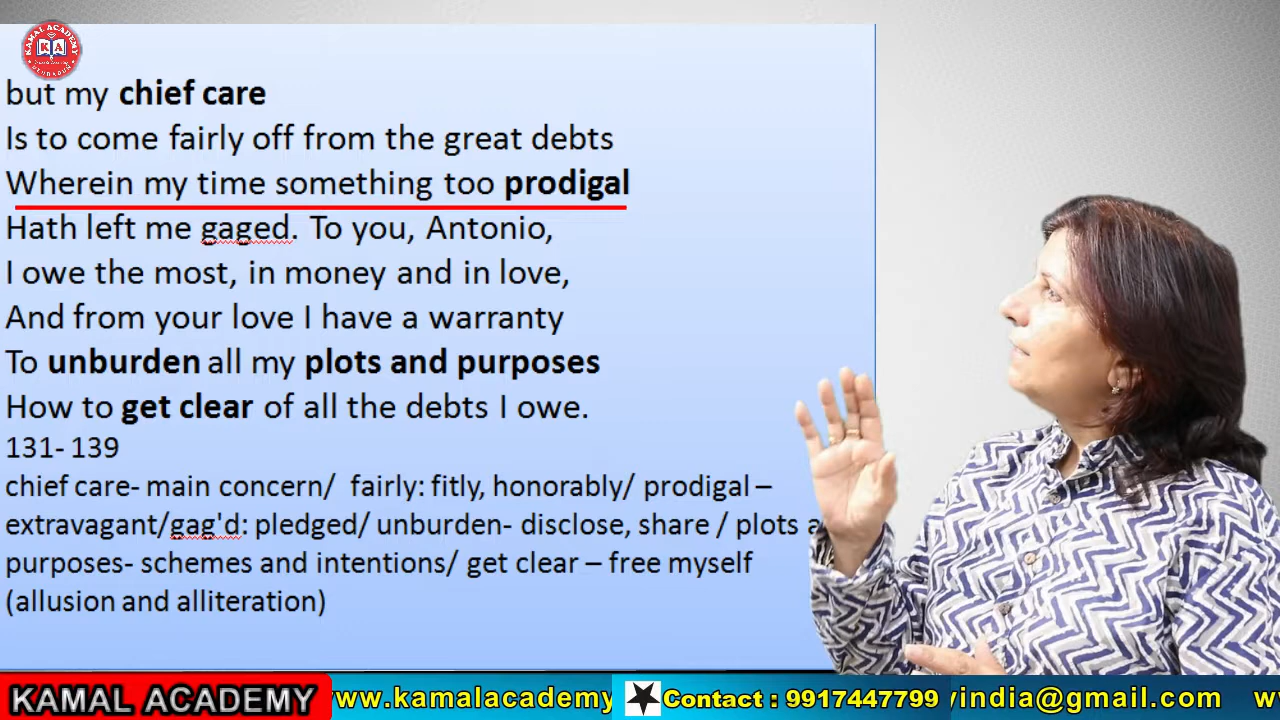 KAMAL ACADEMY
KA
but my chief care
Is to come fairly off from the great debts
Wherein my time something too prodigal
Hath left me gaged. To you, Antonio,
I owe the most, in money and in love,
And from your love I have a warranty
To unburden all my plots and purposes
How to get clear of all the debts I owe.
131- 139
chief care- main concern/ fairly: fitly, honorably/ prodigal –
extravagant/gag'd: pledged/ unburden- disclose, share / plots a
purposes- schemes and intentions/ get clear – free myself
(allusion and alliteration)
KAMAL ACADEMY ww.kamalacademy Contact : 9917447799 yindia@gmail.com w